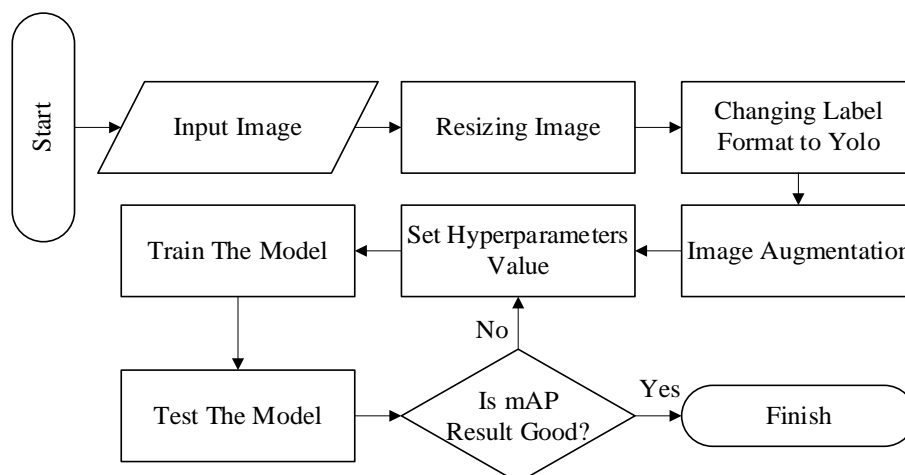 Start
Input Image
Resizing Image
Changing Label
Format to Yolo
Image Augmentation
Set Hyperparameters
Value
Train The Model
Test The Model
Is mAP
Result Good?
No
Yes
Finish